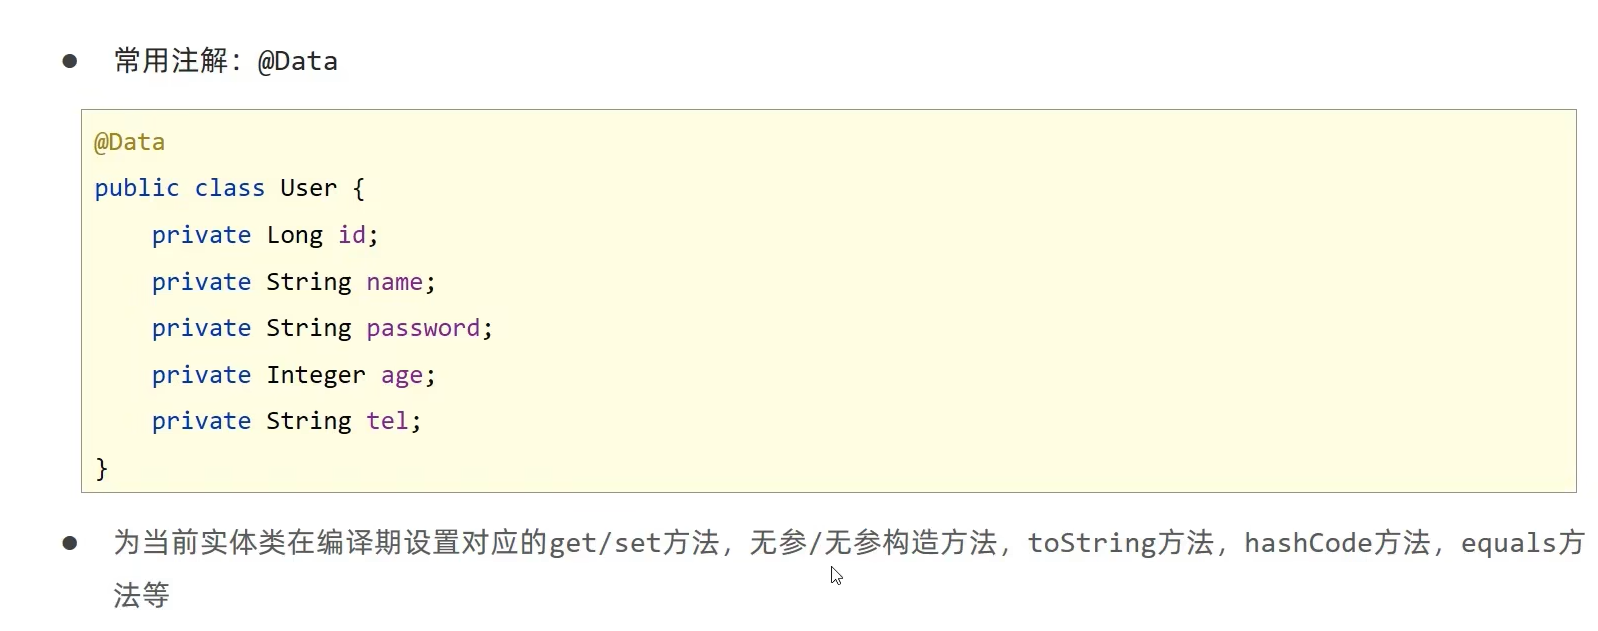 ● 常用注解：@Data
@Data
public class User {
    private Long id;
    private String name;
    private String password;
    private Integer age;
    private String tel;
}
● 为当前实体类在编译期设置对应的get/set方法，无参/无参构造方法，toString方法，hashCode方法，equals方
法等